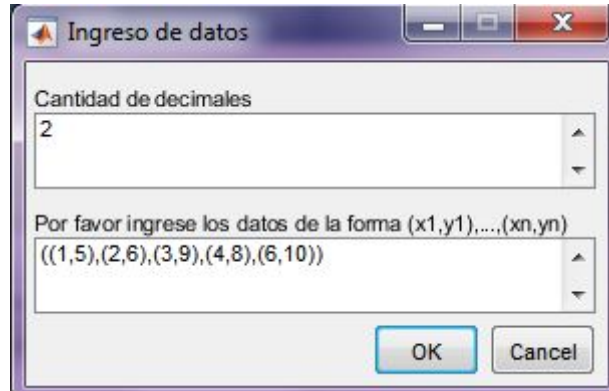 Ingreso de datos
Cantidad de decimales
2
Por favor ingrese los datos de la forma (x1,y1),...,(xn,yn)
((1,5),(2,6),(3,9),(4,8),(6,10))
OK Cancel